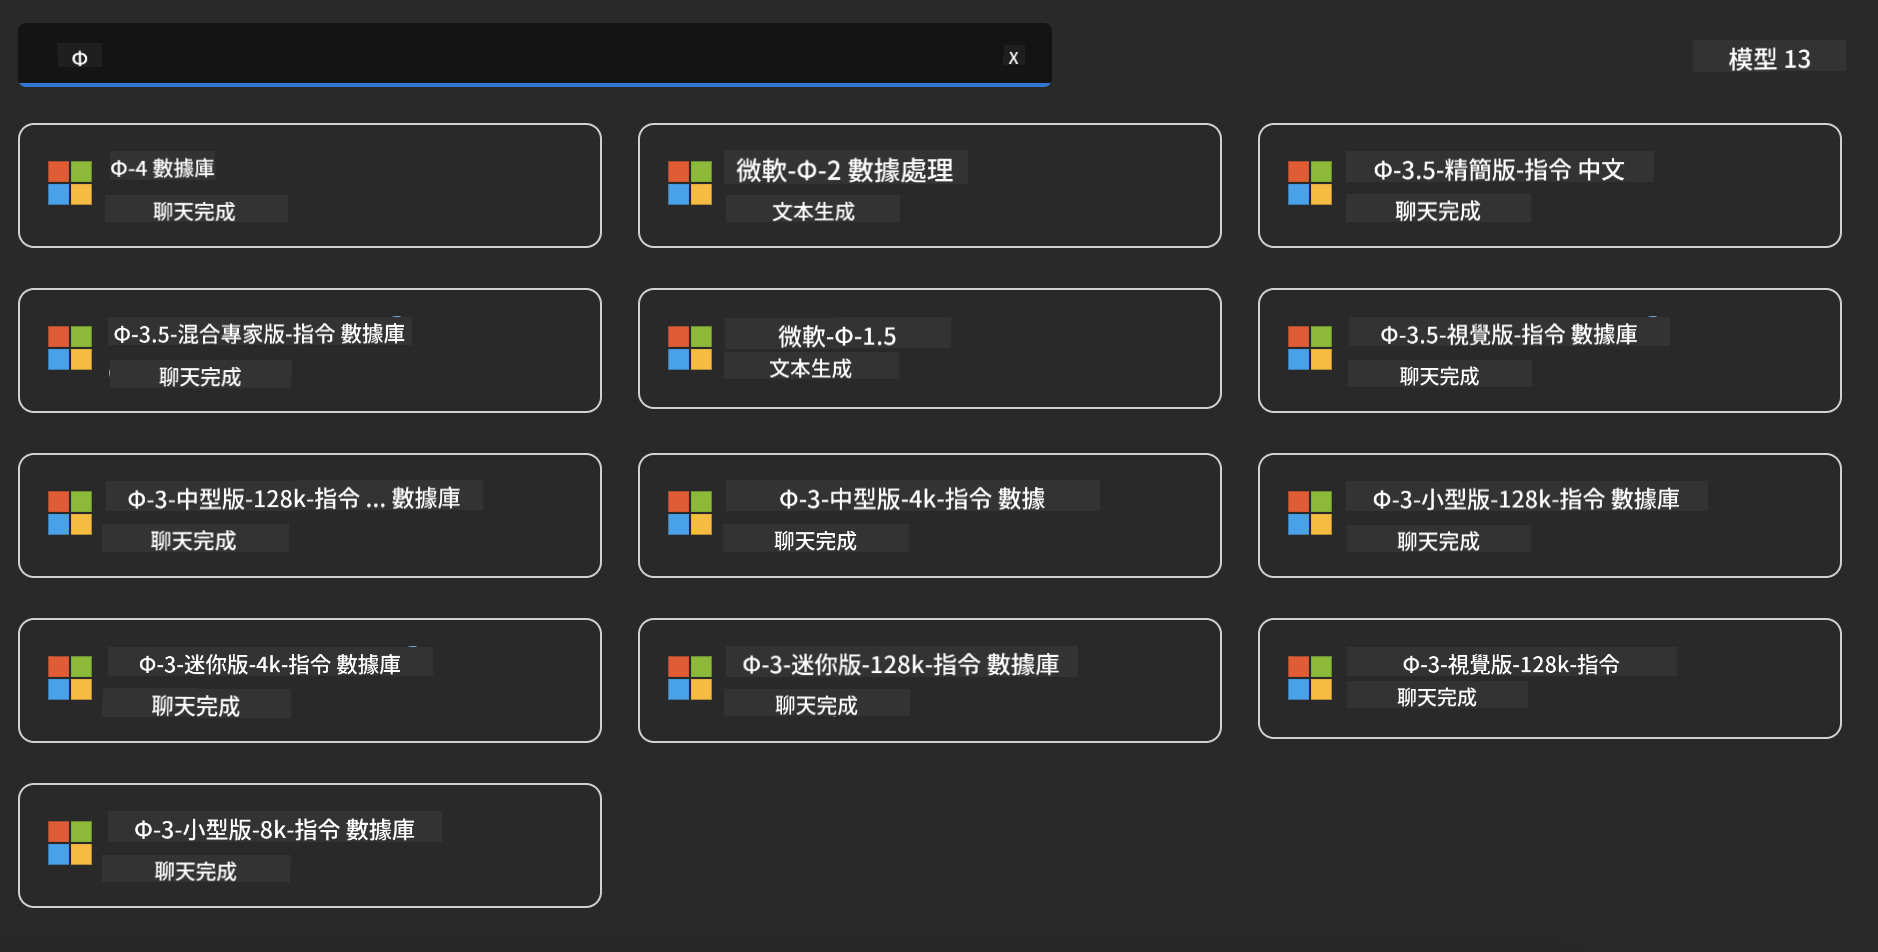 Φ
x
模型 13
Φ-4 數據庫
聊天完成
微軟-Φ-2 數據處理
文本生成
Φ-3.5-精簡版-指令 中文
聊天完成
Φ-3.5-混合專家版-指令 數據庫
聊天完成
微軟-Φ-1.5
文本生成
Φ-3.5-視覺版-指令 數據庫
聊天完成
Φ-3-中型版-128k-指令 ... 數據庫
聊天完成
Φ-3-中型版-4k-指令 數據
聊天完成
Φ-3-小型版-128k-指令 數據庫
聊天完成
Φ-3-迷你版-4k-指令 數據庫
聊天完成
Φ-3-迷你版-128k-指令 數據庫
聊天完成
Φ-3-視覺版-128k-指令
聊天完成
Φ-3-小型版-8k-指令 數據庫
聊天完成